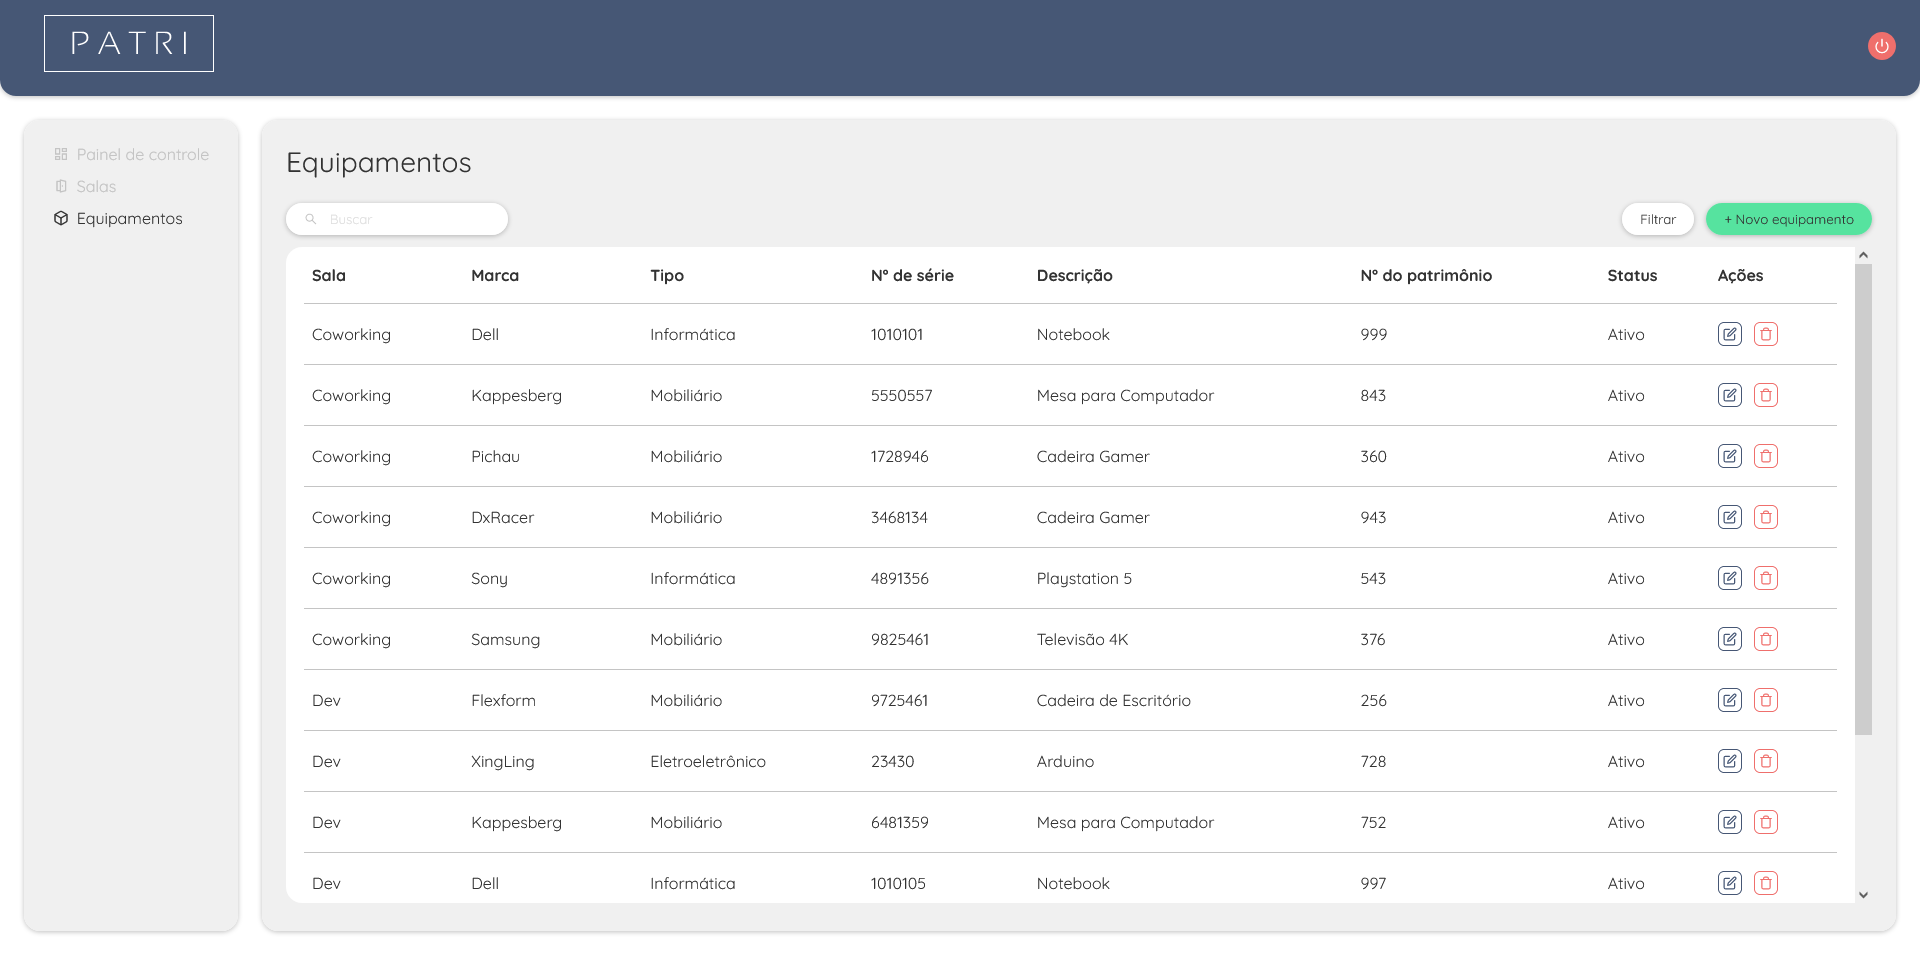 PATRI
Painel de controle
Salas
Equipamentos
Equipamentos
Buscar
Filtrar
+ Novo equipamento
Sala Marca Tipo Nº de série Descrição Nº do patrimônio Status Ações
Coworking Dell Informática 1010101 Notebook 999 Ativo
Coworking Kappesberg Mobiliário 5550557 Mesa para Computador 843 Ativo
Coworking Pichau Mobiliário 1728946 Cadeira Gamer 360 Ativo
Coworking DxRacer Mobiliário 3468134 Cadeira Gamer 943 Ativo
Coworking Sony Informática 4891356 Playstation 5 543 Ativo
Coworking Samsung Mobiliário 9825461 Televisão 4K 376 Ativo
Dev Flexform Mobiliário 9725461 Cadeira de Escritório 256 Ativo
Dev XingLing Eletroeletrônico 23430 Arduino 728 Ativo
Dev Kappesberg Mobiliário 6481359 Mesa para Computador 752 Ativo
Dev Dell Informática 1010105 Notebook 997 Ativo